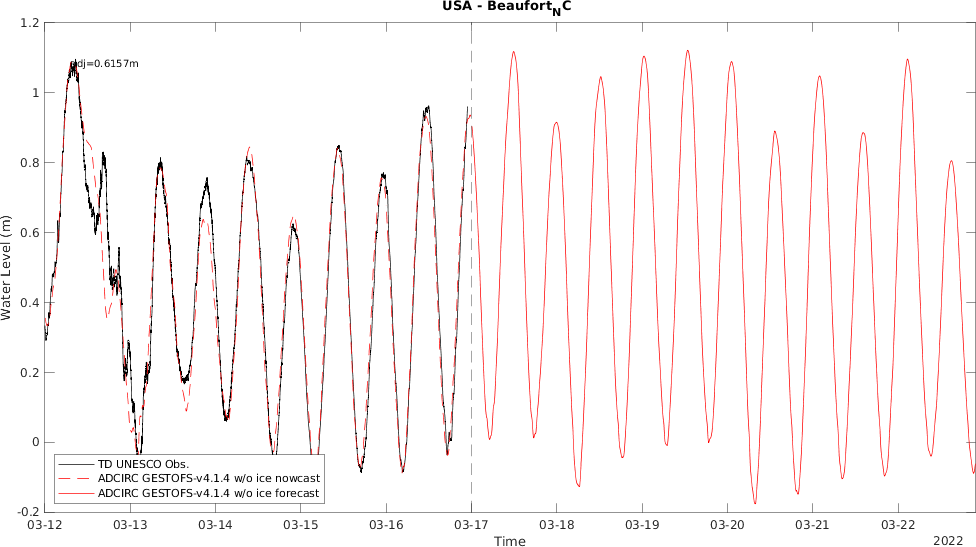 USA - Beaufort_NC
1.2
1
0.8
0.6
0.4
0.2
0
-0.2
Water Level (m)
adj=0.6157m
TD UNESCO Obs.
ADCIRC GESTOFS-v4.1.4 w/o ice nowcast
ADCIRC GESTOFS-v4.1.4 w/o ice forecast
03-12 03-13 03-14 03-15 03-16 03-17 03-18 03-19 03-20 03-21 03-22
Time
2022